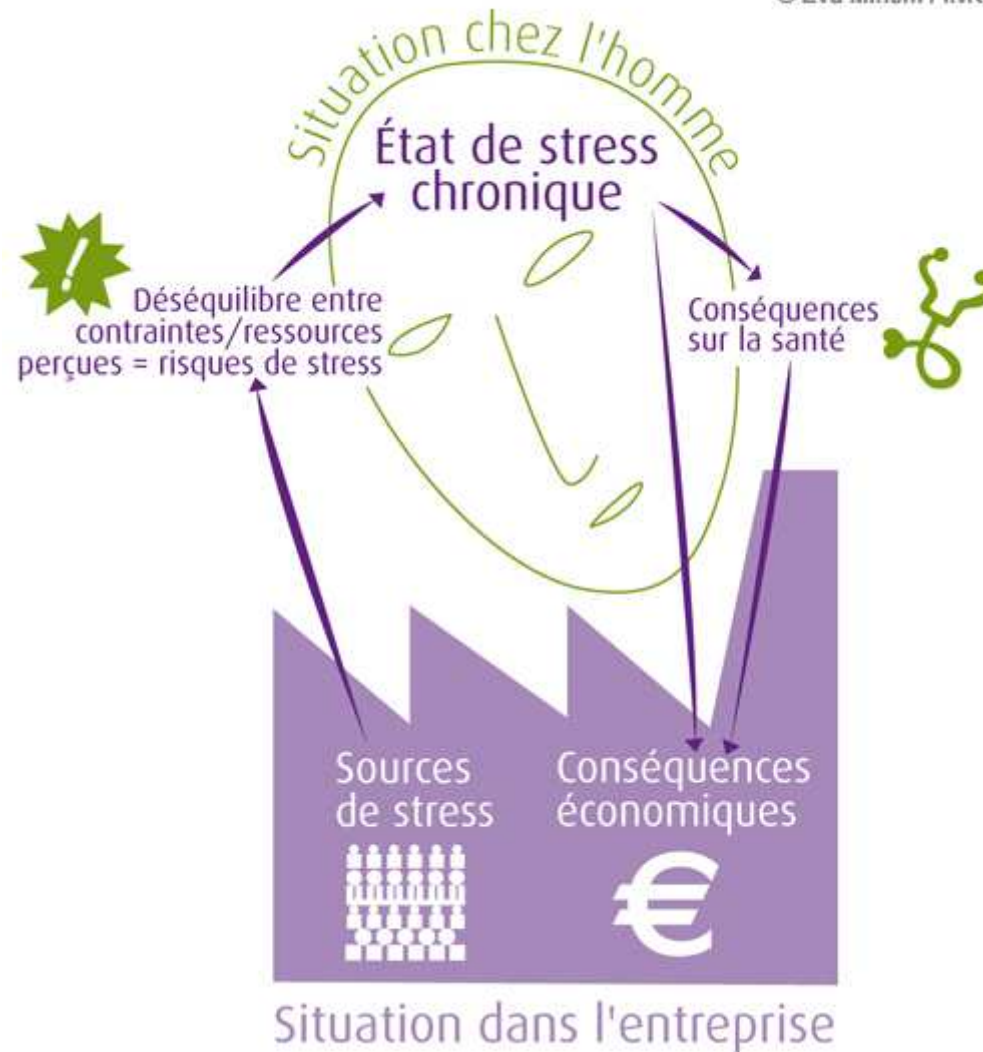 Situation chez l'homme
État de stress
chronique
Déséquilibre entre
contraintes/ressources
perçues = risques de stress
Conséquences
sur la santé
Sources
de stress
Conséquences
économiques
€
Situation dans l'entreprise